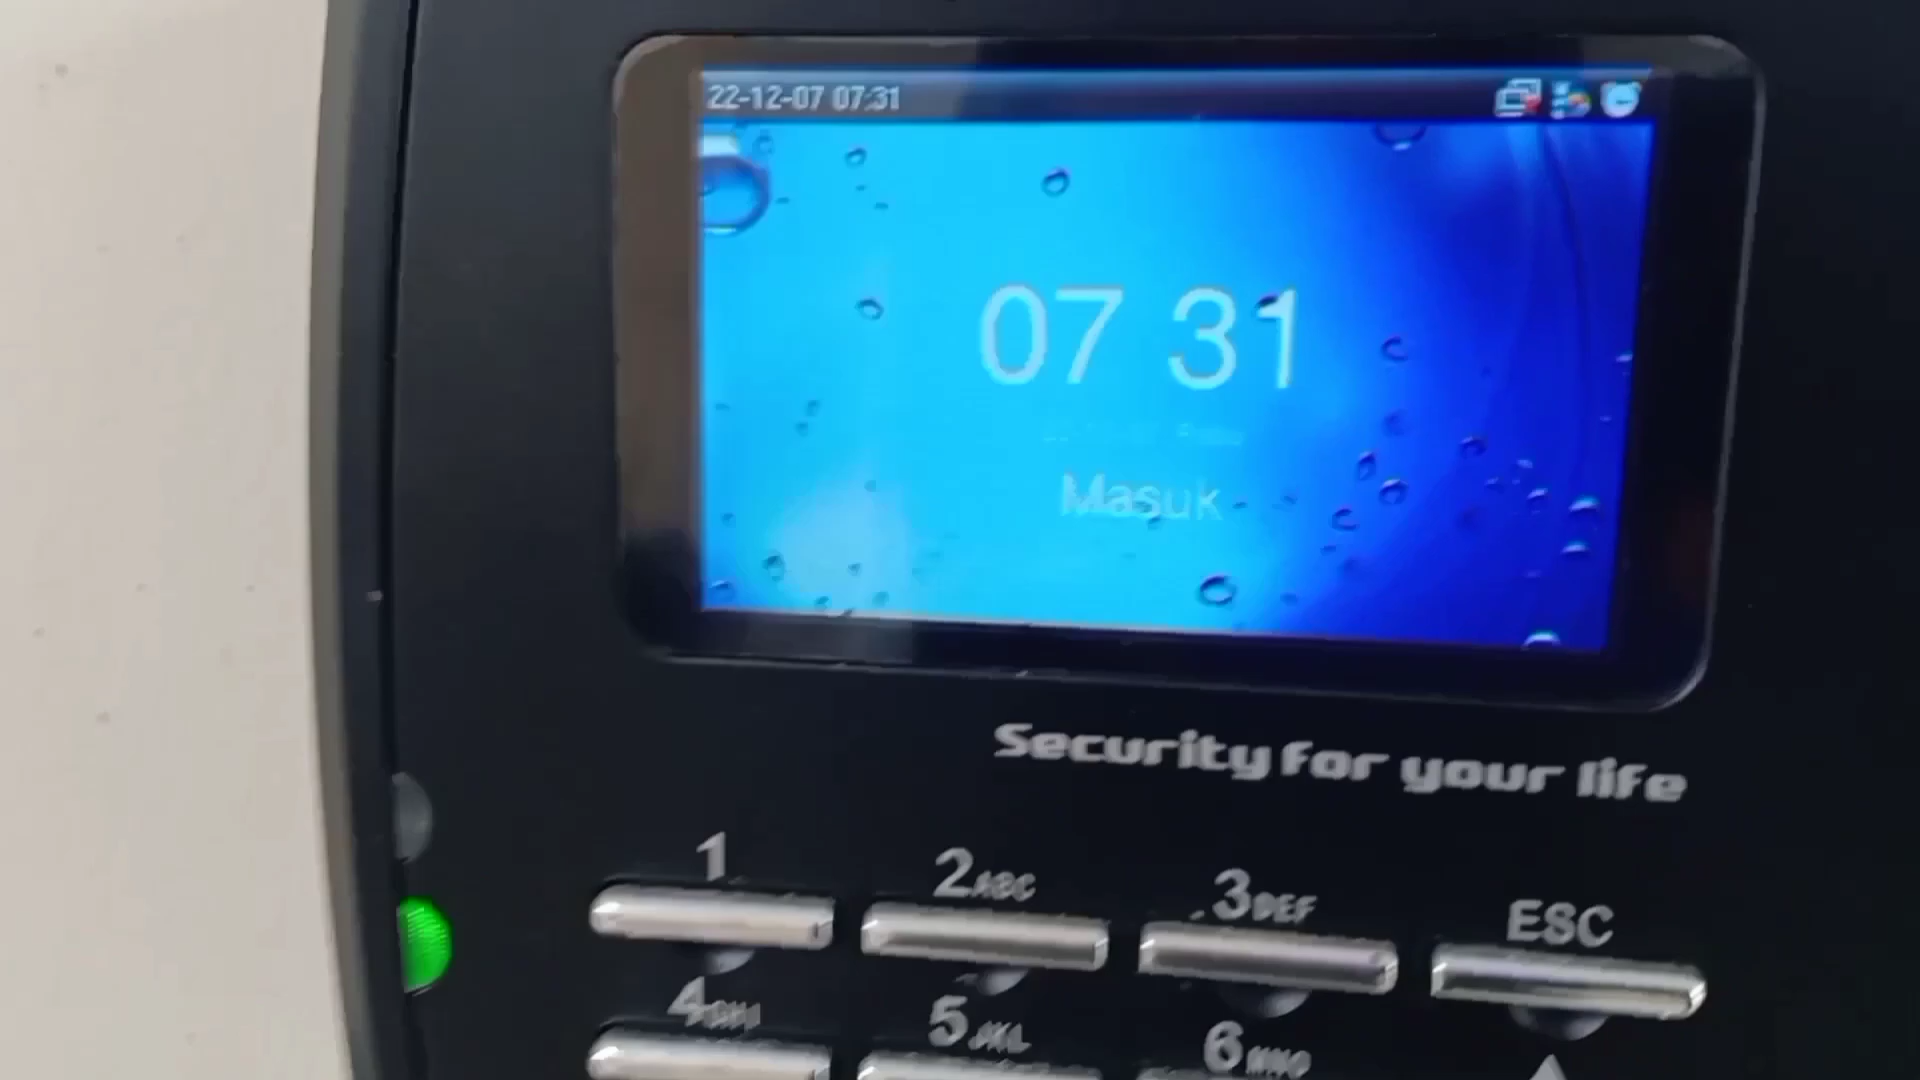 22-12-07 07:31
07 31
Masuk
Security for your life
1
2ABC
3DEF
ESC
4GHI
5JKL
6MNO